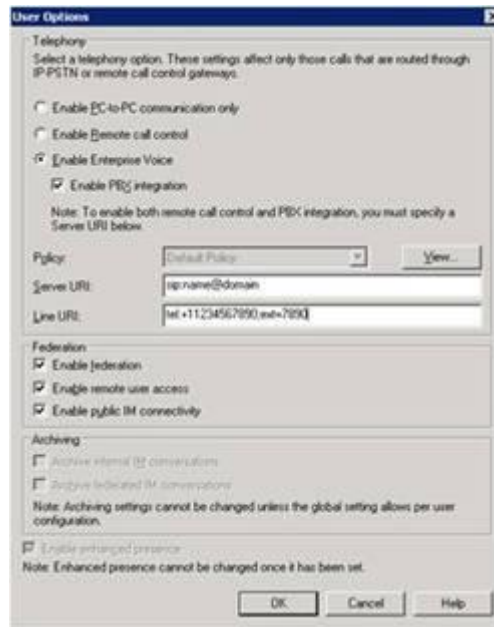 User Options
Telephony
Select a telephony option. These settings affect only those calls that are routed through
IP-PSTN or remote call control gateways.
Enable PC-to-PC communication only
Enable Remote call control
Enable Enterprise Voice
Enable PBX integration
Note: To enable both remote call control and PBX integration, you must specify a
Server URI below.
Policy:
Default Policy
View...
Server URI:
sip:name@domain
Line URI:
tel:+11234567890;ext=7890
Federation
Enable federation
Enable remote user access
Enable public IM connectivity
Archiving
Archive internal IM conversations
Archive federated IM conversations
Note: Archiving settings cannot be changed unless the global setting allows per user
configuration.
Enable enhanced presence
Note: Enhanced presence cannot be changed once it has been set.
OK
Cancel
Help